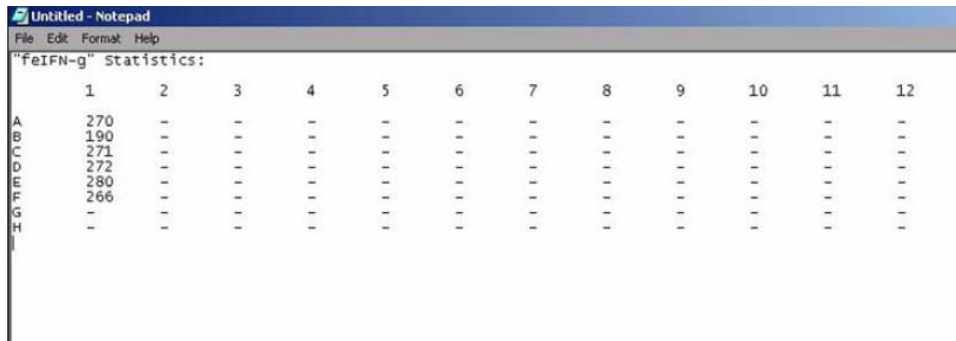 Untitled - Notepad
File Edit Format Help
"feIFN-g" Statistics:
1 2 3 4 5 6 7 8 9 10 11 12
A 270 - - - - - - - - - - -
B 190 - - - - - - - - - - -
C 271 - - - - - - - - - - -
D 272 - - - - - - - - - - -
E 280 - - - - - - - - - - -
F 266 - - - - - - - - - - -
G - - - - - - - - - - - -
H - - - - - - - - - - - -